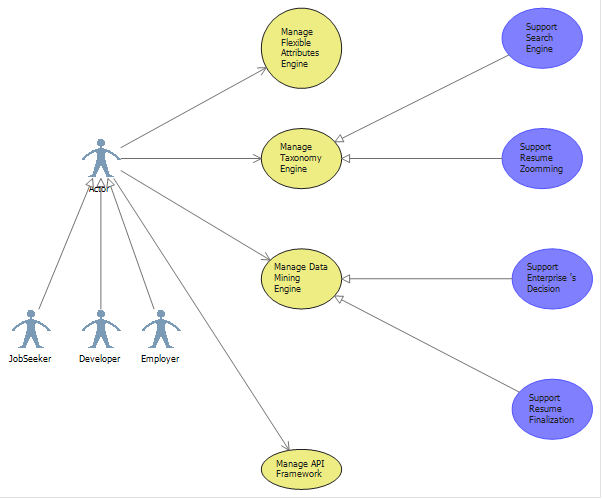 Manage
Flexible
Attributes
Engine
Support
Search
Engine
Manage
Taxonomy
Engine
Support
Resume
Zoomming
Actor
Manage Data
Mining
Engine
Support
Enterprise 's
Decision
JobSeeker
Developer
Employer
Support
Resume
Finalization
Manage API
Framework